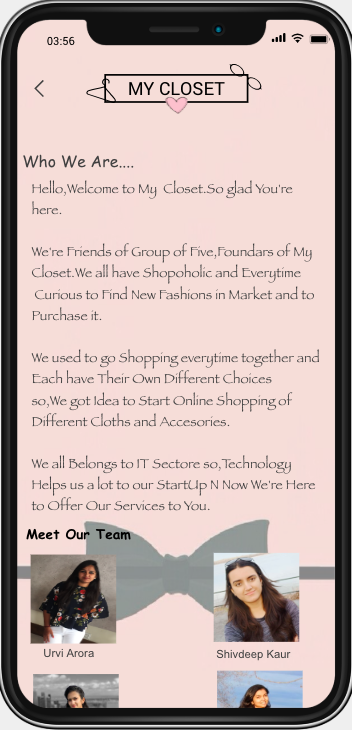 03:56
MY CLOSET
Who We Are....
Hello,Welcome to My Closet.So glad You're
here.
We're Friends of Group of Five,Foundars of My
Closet.We all have Shopoholic and Everytime
Curious to Find New Fashions in Market and to
Purchase it.
We used to go Shopping everytime together and
Each have Their Own Different Choices
so,We got Idea to Start Online Shopping of
Different Cloths and Accesories.
We all Belongs to IT Sectore so,Technology
Helps us a lot to our StartUp N Now We're Here
to Offer Our Services to You.
Meet Our Team
Urvi Arora
Shivdeep Kaur